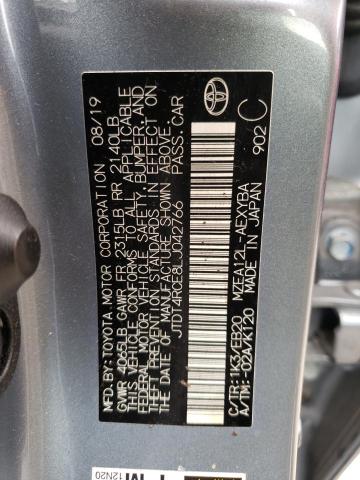 MFD.BY: TOYOTA MOTOR CORPORATION 08/19
GVWR 4065LB GAWR FR 2315LB RR 2140LB
THIS VEHICLE CONFORMS TO ALL APPLICABLE
FEDERAL MOTOR VEHICLE SAFETY, BUMPER, AND
THEFT PREVENTION STANDARDS IN EFFECT ON
THE DATE OF MANUFACTURE SHOWN ABOVE.
JTDT4RCE8LJ042766 PASS.CAR
C/TR: 1K3/EB20 MZEA12L-AEXYBA
A/TM:-02A/K120 MADE IN JAPAN 902 C
12N20